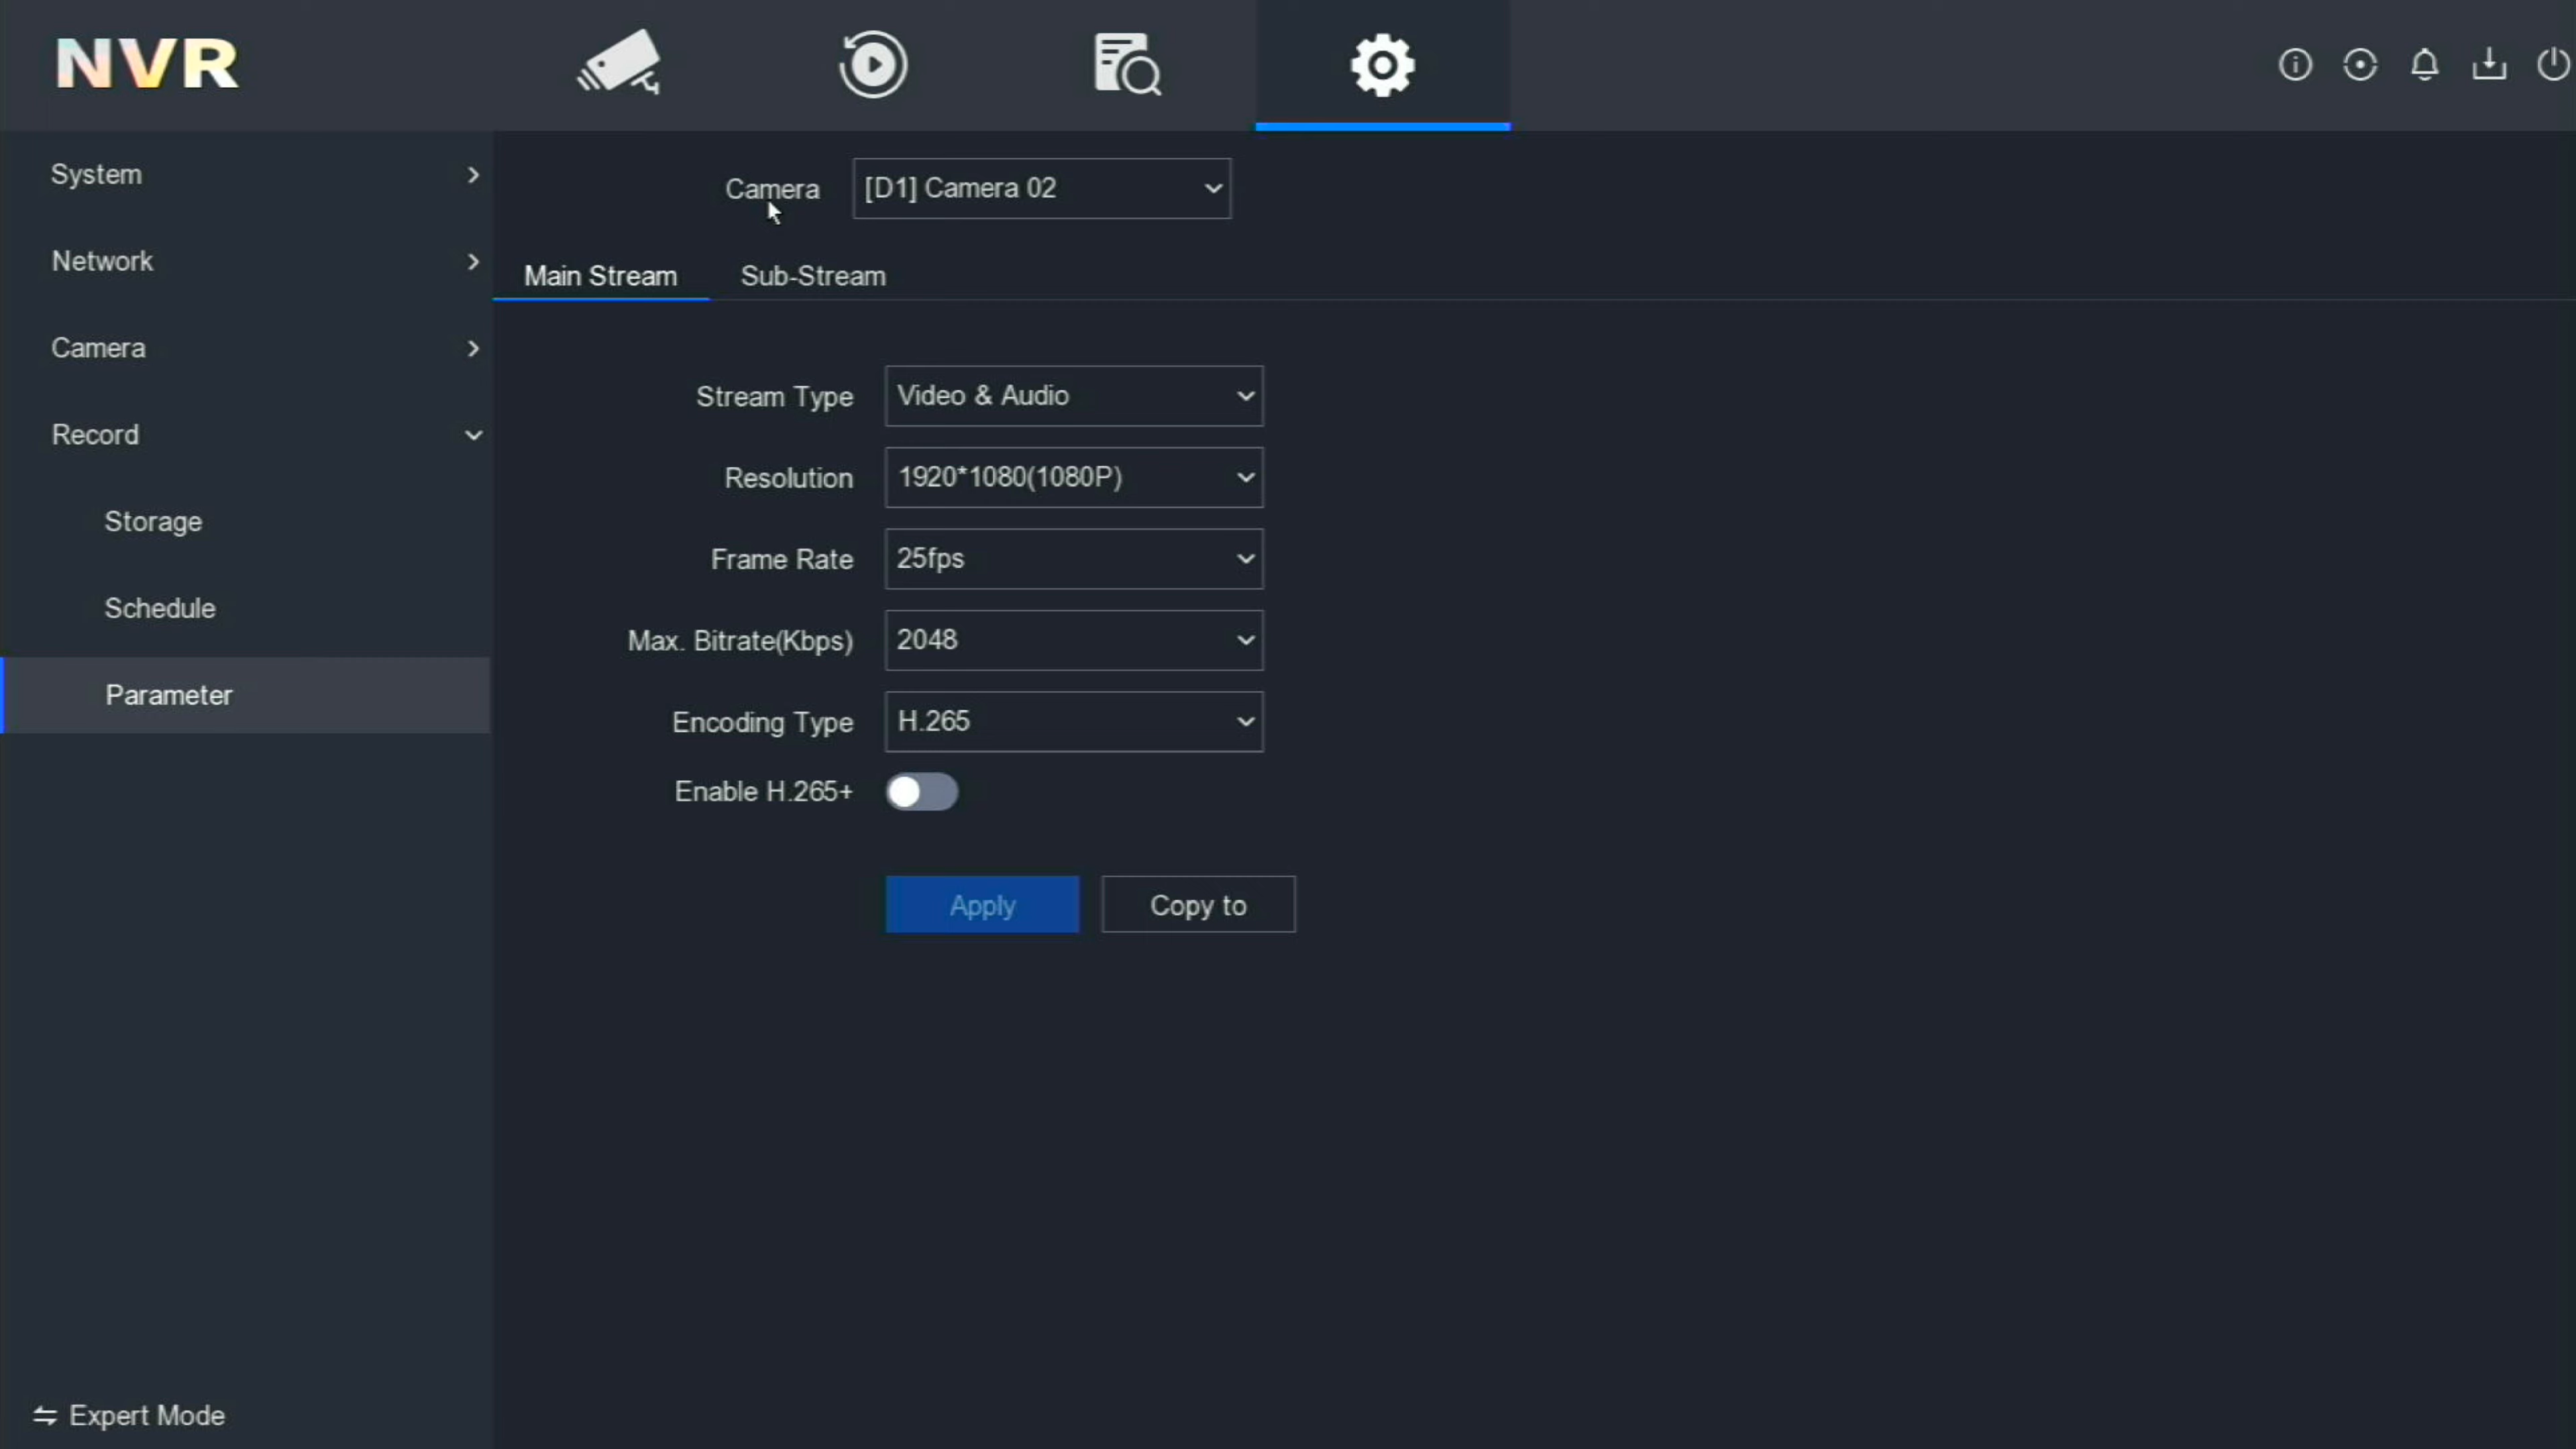 NVR
System
Network
Camera
Record
Storage
Schedule
Parameter
Expert Mode
Camera [D1] Camera 02
Main Stream Sub-Stream
Stream Type Video & Audio
Resolution 1920*1080(1080P)
Frame Rate 25fps
Max. Bitrate(Kbps) 2048
Encoding Type H.265
Enable H.265+
Apply Copy to